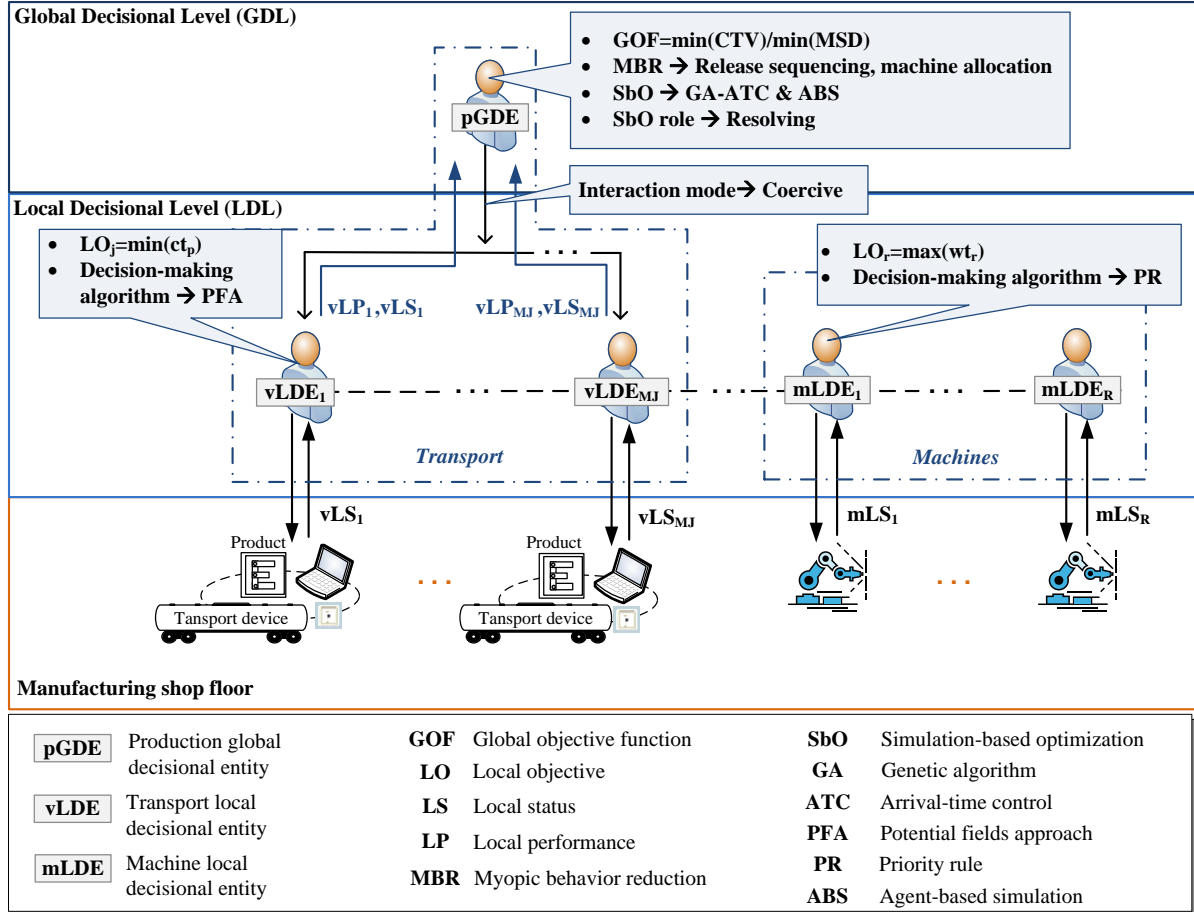 Global Decisional Level (GDL)
• GOF=min(CTV)/min(MSD)
• MBR → Release sequencing, machine allocation
• SbO → GA-ATC & ABS
• SbO role → Resolving
pGDE
Interaction mode→ Coercive
Local Decisional Level (LDL)
• LOj=min(ctp)
• Decision-making
algorithm → PFA
• LOr=max(wtr)
• Decision-making algorithm → PR
...
vLP1 ,vLS1
vLPMJ ,vLSMJ
vLDE1
...
vLDEMJ
...
mLDE1
...
mLDER
Transport
Machines
vLS1
vLSMJ
mLS1
mLSR
Product
Tansport device
...
Product
Tansport device
...
Manufacturing shop floor
pGDE
Production global
decisional entity
vLDE
Transport local
decisional entity
mLDE
Machine local
decisional entity
GOF Global objective function
LO Local objective
LS Local status
LP Local performance
MBR Myopic behavior reduction
SbO Simulation-based optimization
GA Genetic algorithm
ATC Arrival-time control
PFA Potential fields approach
PR Priority rule
ABS Agent-based simulation